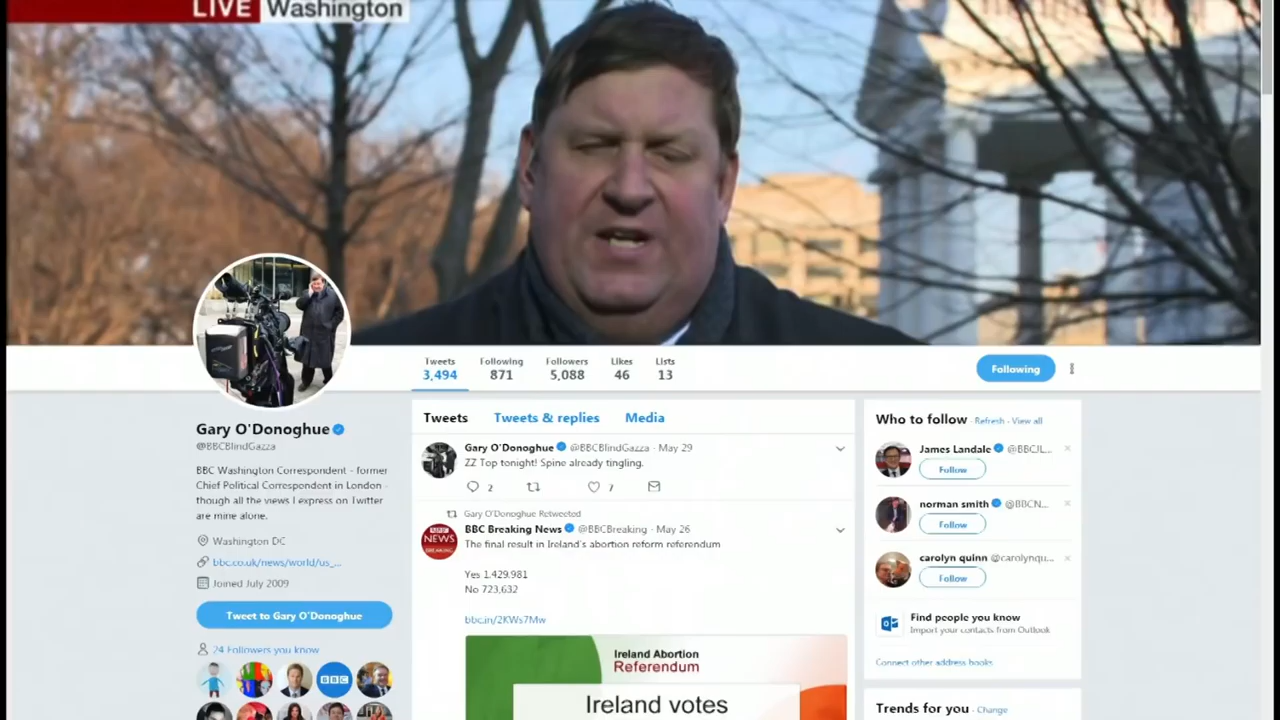 LIVE Washington
Tweets Following Followers Likes Lists
3,494 871 5,088 46 13
Following
Gary O'Donoghue
@BBCBlindGazza
BBC Washington Correspondent - former
Chief Political Correspondent in London -
though all the views I express on Twitter
are mine alone.
Washington DC
bbc.co.uk/news/world/us_...
Joined July 2009
Tweet to Gary O'Donoghue
24 Followers you know
BBC
Tweets Tweets & replies Media
Gary O'Donoghue @BBCBlindGazza - May 29
ZZ Top tonight! Spine already tingling.
2 7
Gary O'Donoghue Retweeted
BBC Breaking News @BBCBreaking - May 26
BBC
NEWS
BREAKING
The final result in Ireland's abortion reform referendum
Yes 1,429,981
No 723,632
bbc.in/2KWs7Mw
Ireland Abortion
Referendum
Ireland votes
Who to follow - Refresh - View all
James Landale @BBCJL...
Follow
norman smith @BBCN...
Follow
carolyn quinn @carolynqu...
Follow
Find people you know
Import your contacts from Outlook
Connect other address books
Trends for you - Change